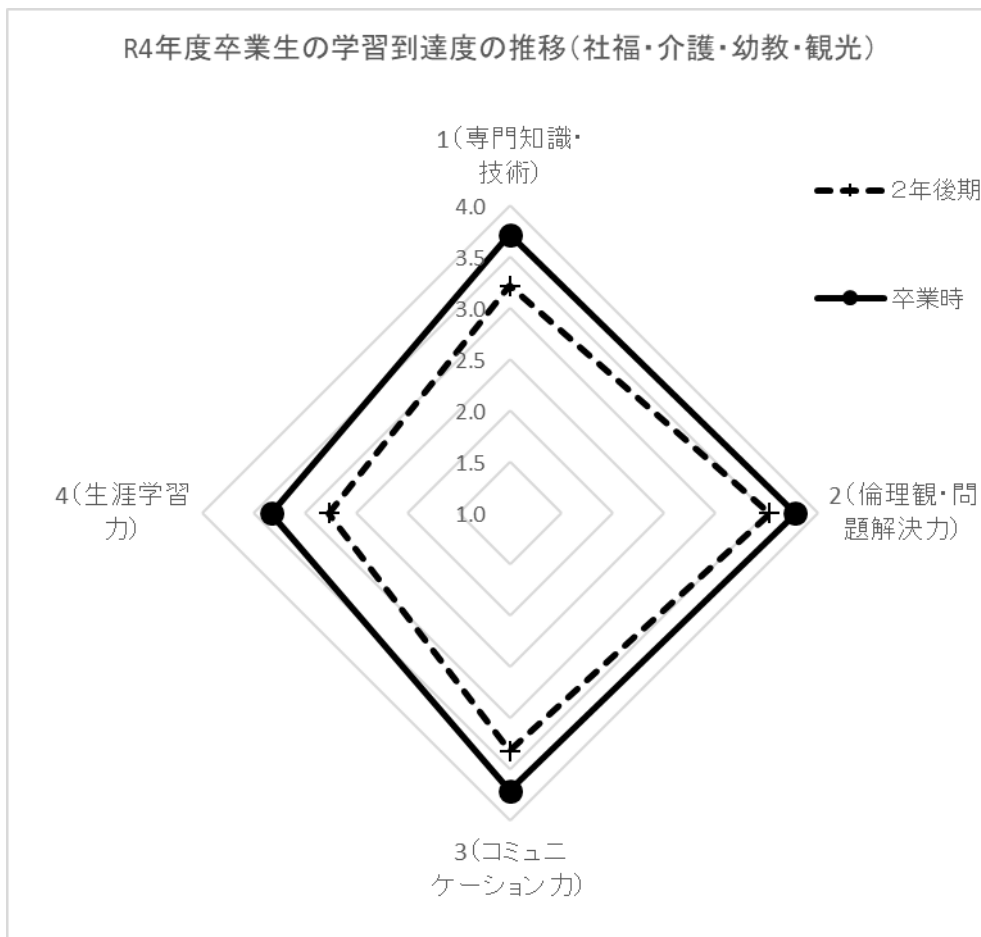 R4年度卒業生の学習到達度の推移(社福・介護・幼教・観光)
1(専門知識・
技術)
2年後期
卒業時
4.0
3.5
3.0
2.5
2.0
1.5
1.0
4(生涯学習
力)
2(倫理観・問
題解決力)
3(コミュニ
ケーション力)